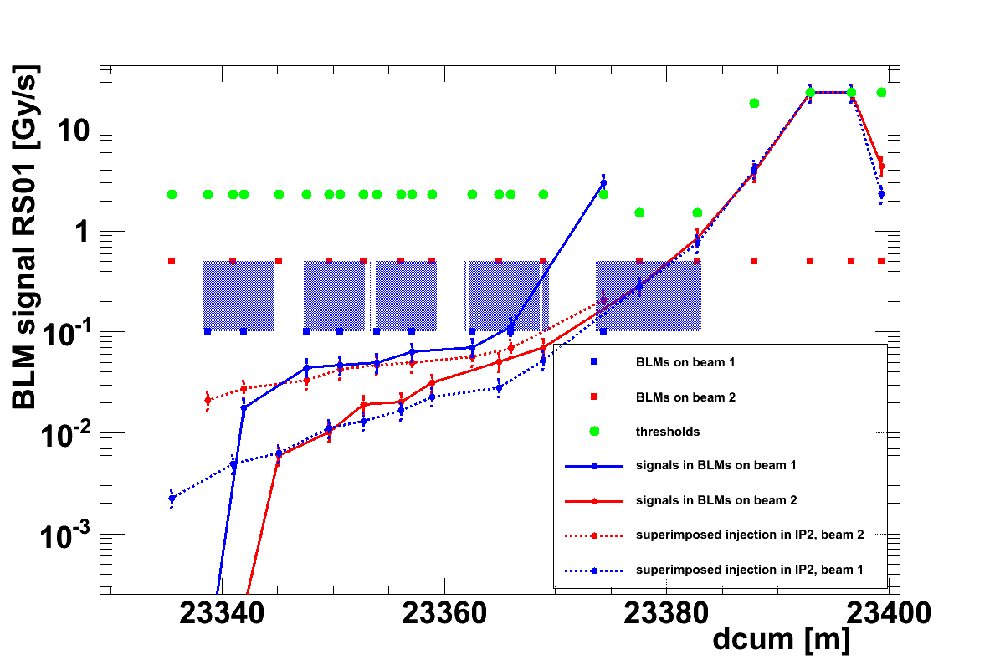 BLM signal RS01 [Gy/s]
10
1
10-1
10-2
10-3
BLMs on beam 1
BLMs on beam 2
thresholds
signals in BLMs on beam 1
signals in BLMs on beam 2
superimposed injection in IP2, beam 2
superimposed injection in IP2, beam 1
23340 23360 23380 23400
dcum [m]